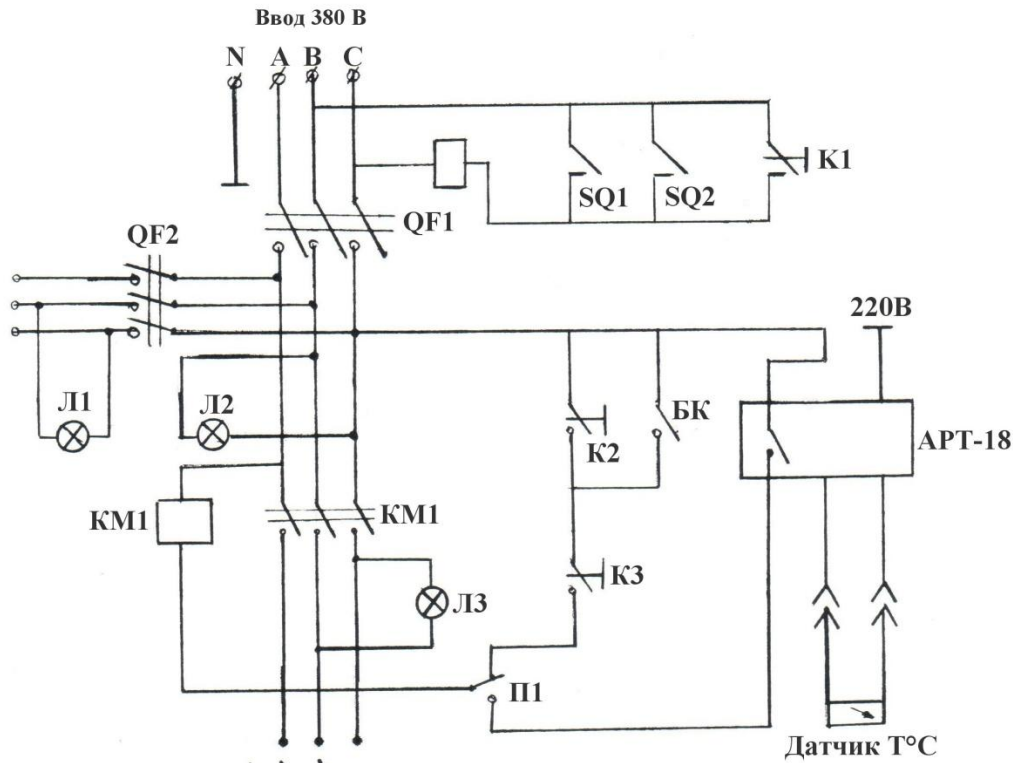 Ввод 380 В
N A B C
K1
SQ1 SQ2
QF1
QF2
220В
Л1 Л2
БК
К2
АРТ-18
КМ1 КМ1
К3
Л3
П1
Датчик Т°С